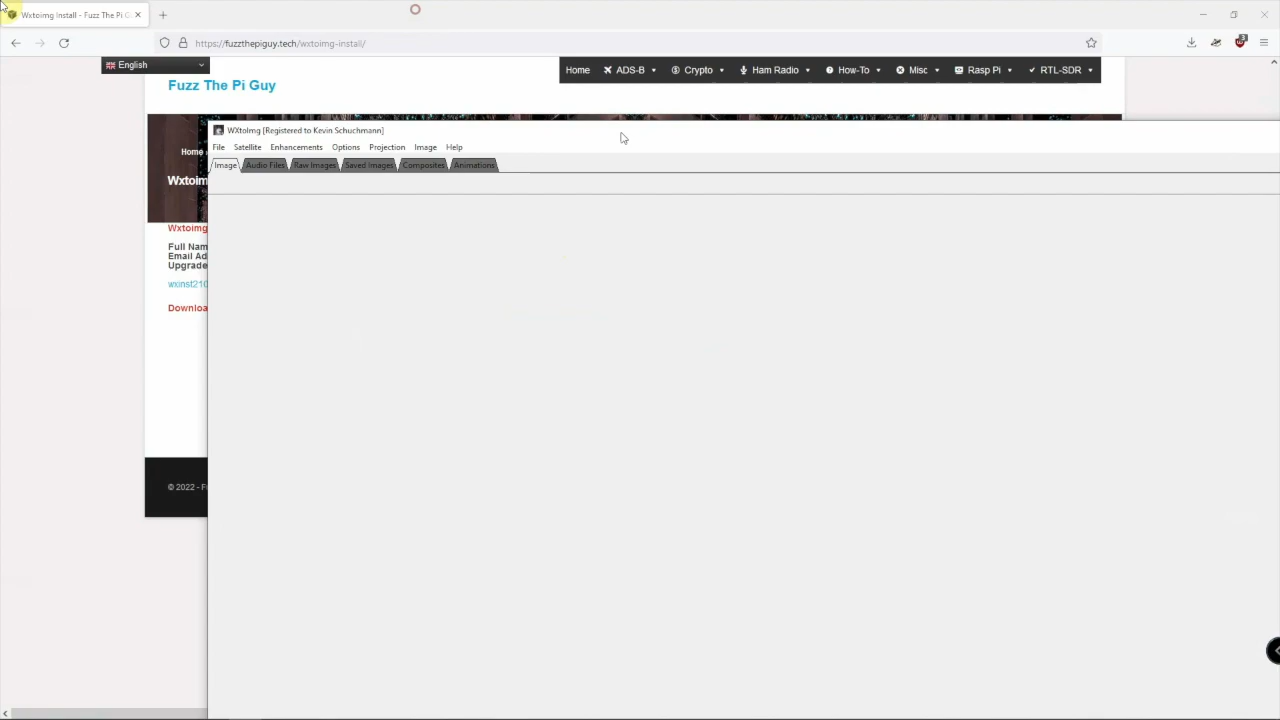 Wxtoimg Install - Fuzz The Pi G
https://fuzzthepiguy.tech/wxtoimg-install/
3
English
Home ADS-B Crypto Ham Radio How-To Misc Rasp Pi RTL-SDR
Fuzz The Pi Guy
WXtoImg [Registered to Kevin Schuchmann]
File Satellite Enhancements Options Projection Image Help
Image Audio Files Raw Images Saved Images Composites Animations
Home
Wxtoim
Wxtoimg
Full Nam
Email Ad
Upgrade
wxinst210
Downloa
© 2022 - F